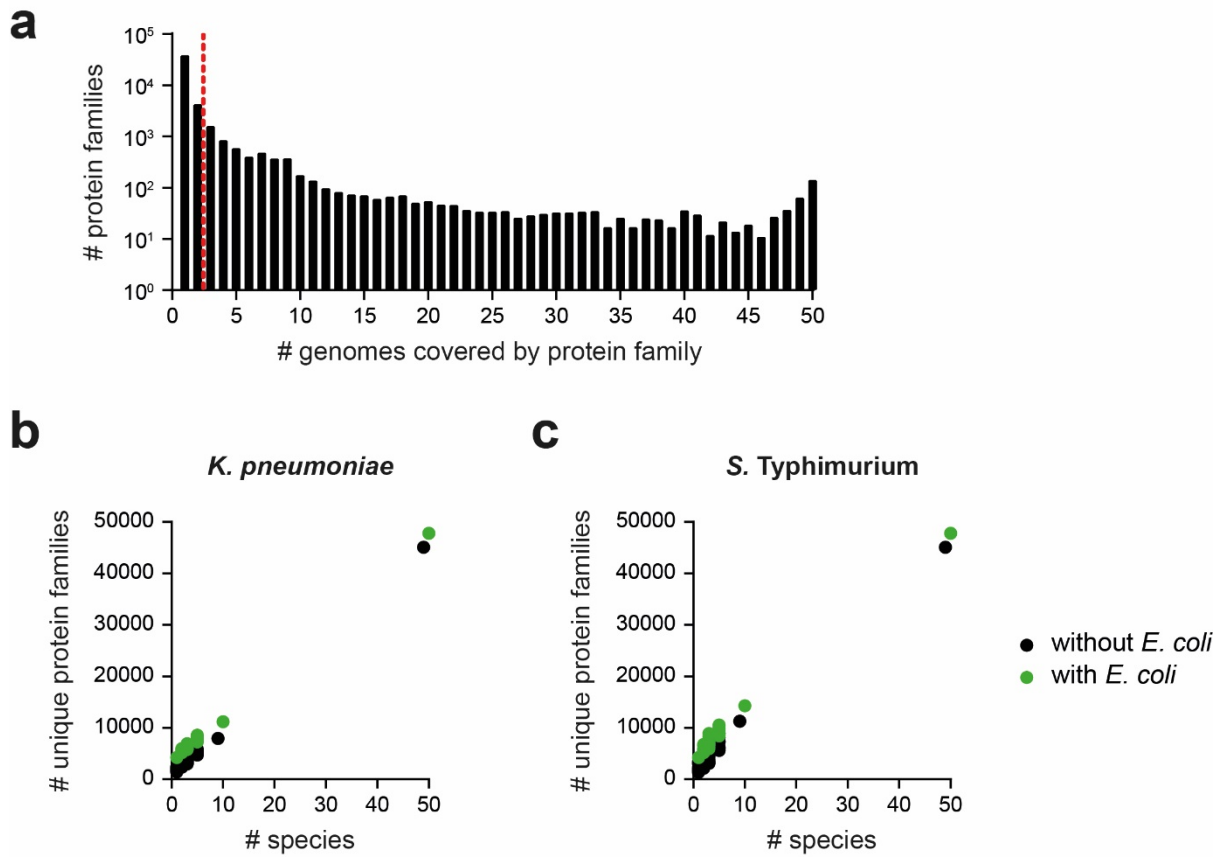 a
10⁵
10⁴
10³
10²
10¹
10⁰
# protein families
0 5 10 15 20 25 30 35 40 45 50
# genomes covered by protein family
b
K. pneumoniae
50000
40000
30000
20000
10000
0
# unique protein families
0 10 20 30 40 50
# species
c
S. Typhimurium
50000
40000
30000
20000
10000
0
# unique protein families
0 10 20 30 40 50
# species
without E. coli
with E. coli